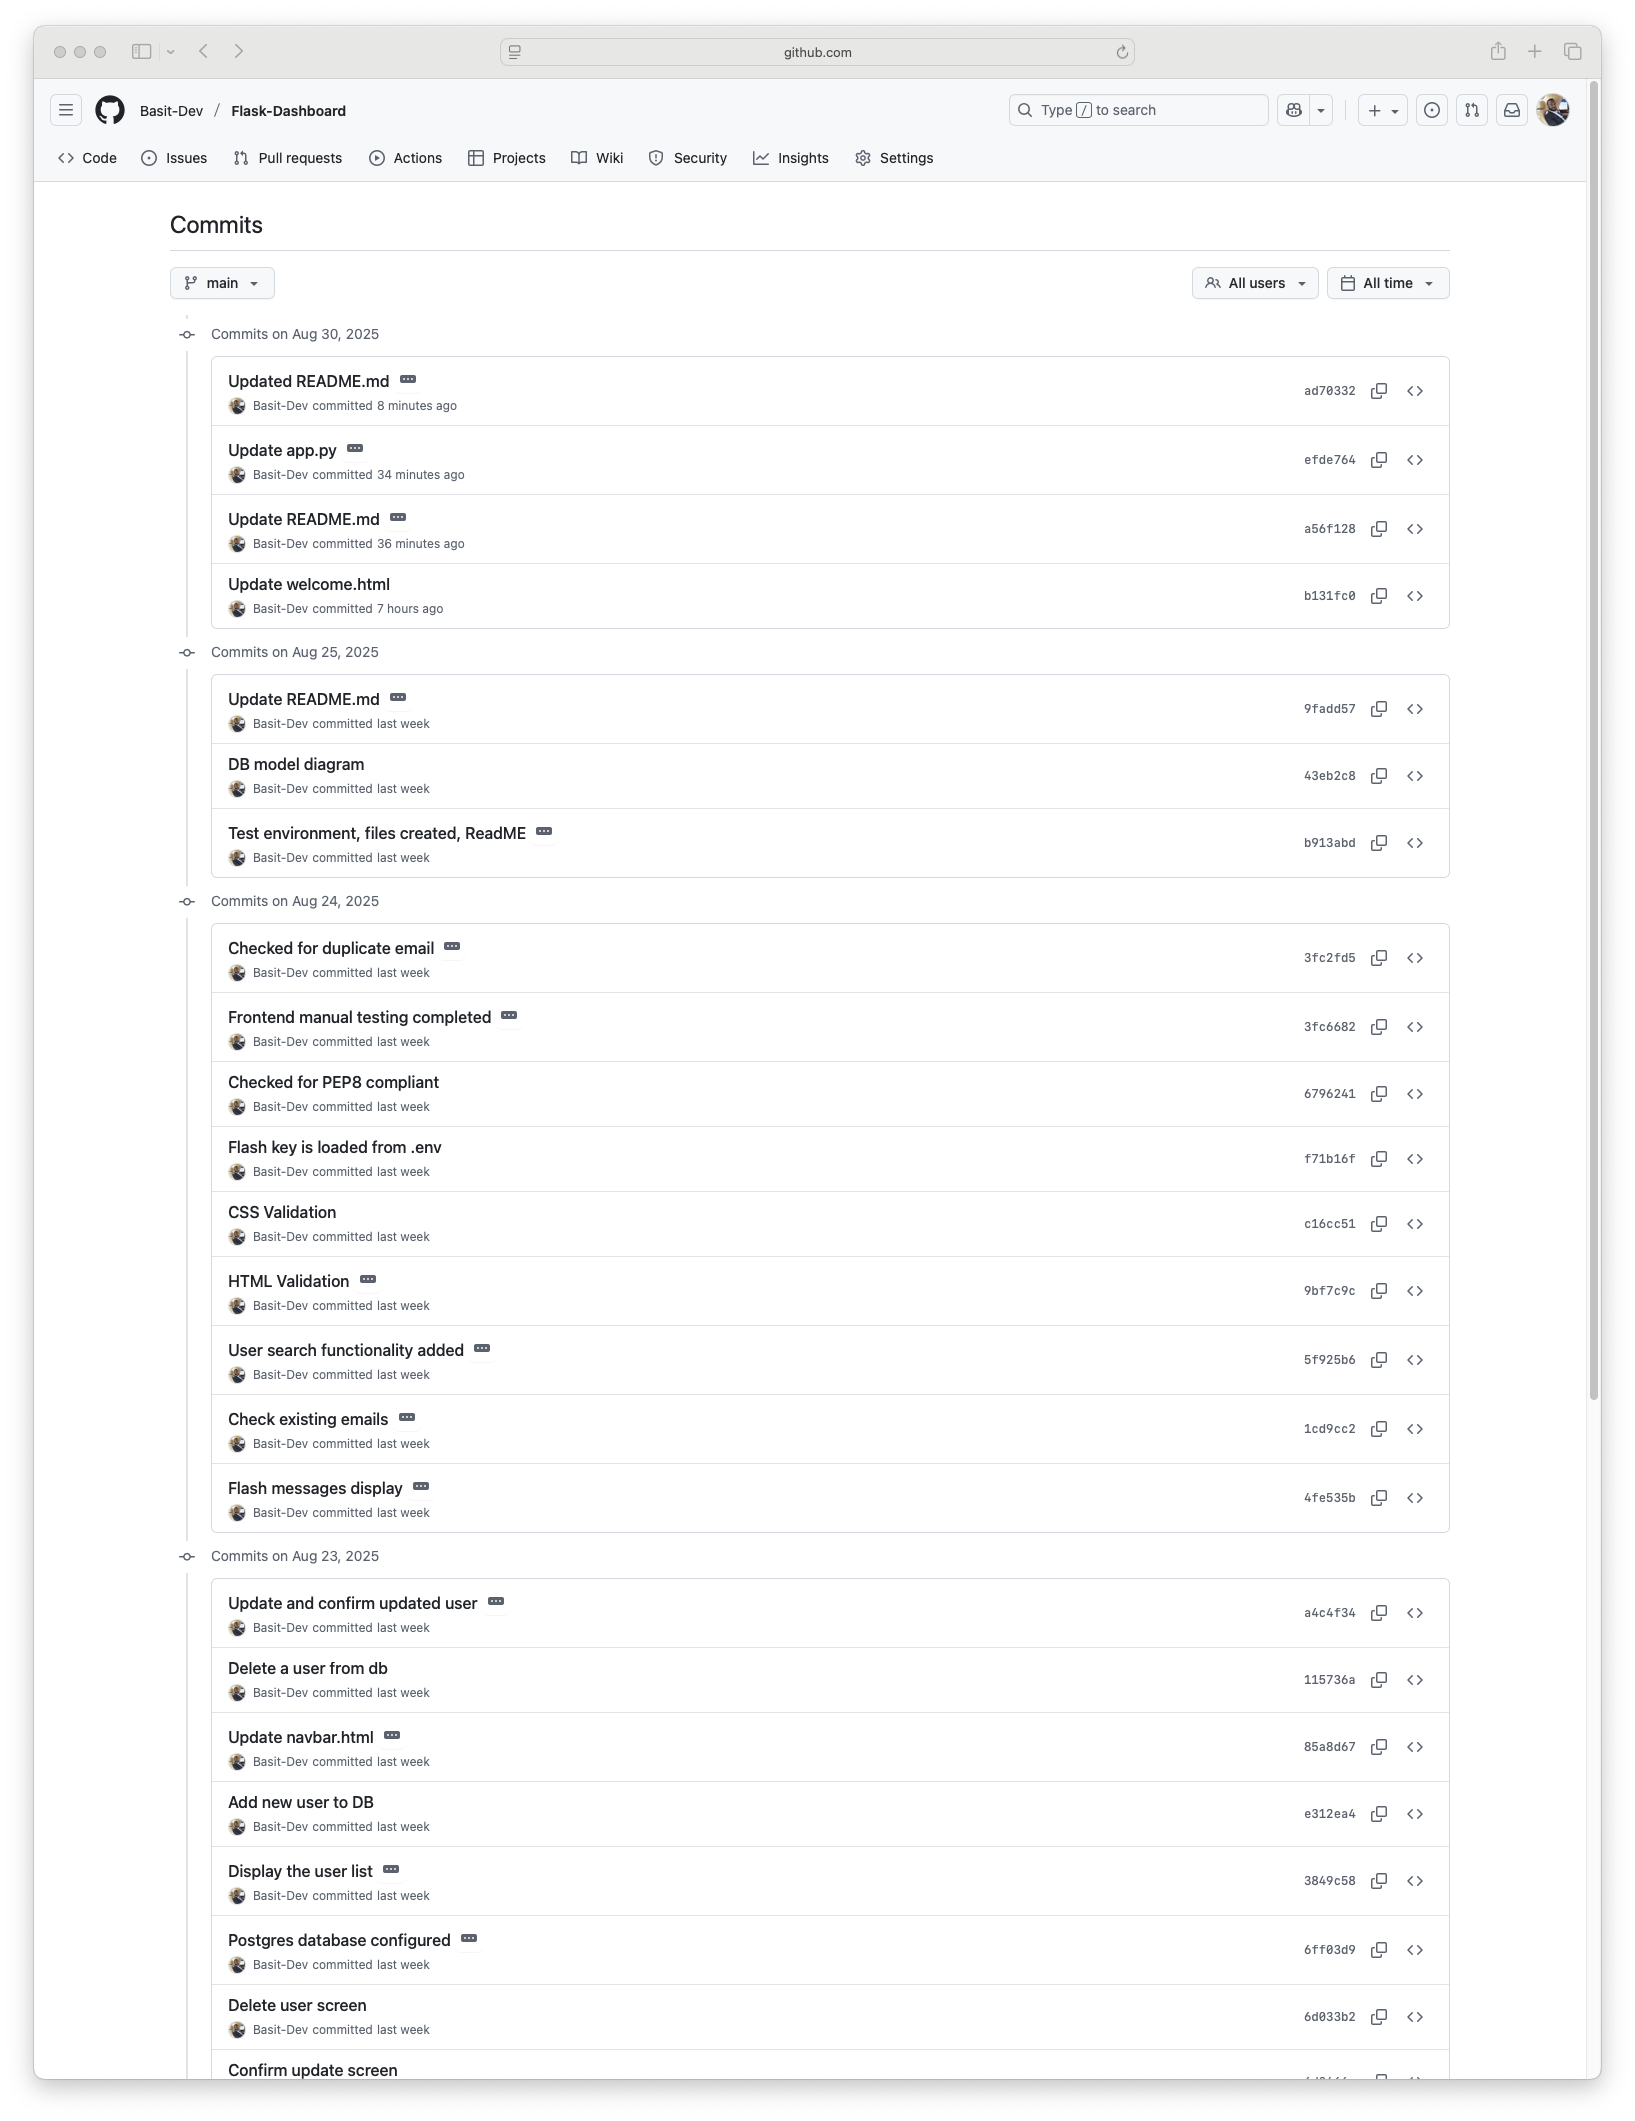 github.com
Basit-Dev / Flask-Dashboard
Type / to search
Code Issues Pull requests Actions Projects Wiki Security Insights Settings
Commits
main
All users All time
Commits on Aug 30, 2025
Updated README.md
ad70332
Basit-Dev committed 8 minutes ago
Update app.py
efde764
Basit-Dev committed 34 minutes ago
Update README.md
a56f128
Basit-Dev committed 36 minutes ago
Update welcome.html
b131fc0
Basit-Dev committed 7 hours ago
Commits on Aug 25, 2025
Update README.md
9fadd57
Basit-Dev committed last week
DB model diagram
43eb2c8
Basit-Dev committed last week
Test environment, files created, ReadME
b913abd
Basit-Dev committed last week
Commits on Aug 24, 2025
Checked for duplicate email
3fc2fd5
Basit-Dev committed last week
Frontend manual testing completed
3fc6682
Basit-Dev committed last week
Checked for PEP8 compliant
6796241
Basit-Dev committed last week
Flash key is loaded from .env
f71b16f
Basit-Dev committed last week
CSS Validation
c16cc51
Basit-Dev committed last week
HTML Validation
9bf7c9c
Basit-Dev committed last week
User search functionality added
5f925b6
Basit-Dev committed last week
Check existing emails
1cd9cc2
Basit-Dev committed last week
Flash messages display
4fe535b
Basit-Dev committed last week
Commits on Aug 23, 2025
Update and confirm updated user
a4c4f34
Basit-Dev committed last week
Delete a user from db
115736a
Basit-Dev committed last week
Update navbar.html
85a8d67
Basit-Dev committed last week
Add new user to DB
e312ea4
Basit-Dev committed last week
Display the user list
3849c58
Basit-Dev committed last week
Postgres database configured
6ff03d9
Basit-Dev committed last week
Delete user screen
6d033b2
Basit-Dev committed last week
Confirm update screen